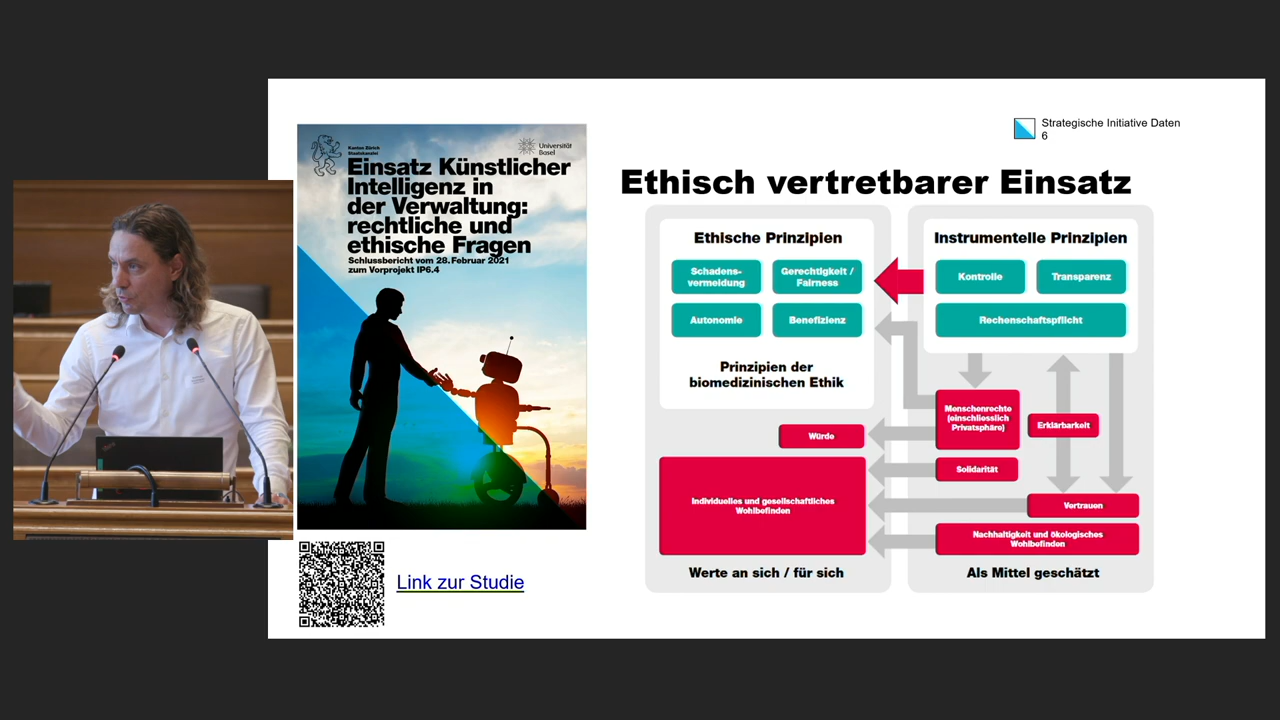 Strategische Initiative Daten
6
Kanton Zürich
Staatskanzlei
Universität
Basel
Einsatz Künstlicher
Intelligenz in
der Verwaltung:
rechtliche und
ethische Fragen
Schlussbericht vom 28. Februar 2021
zum Vorprojekt IP6.4
Link zur Studie
Ethisch vertretbarer Einsatz
Ethische Prinzipien
Schadens-
vermeidung
Gerechtigkeit /
Fairness
Autonomie
Benefizienz
Prinzipien der
biomedizinischen Ethik
Würde
Individuelles und gesellschaftliches
Wohlbefinden
Werte an sich / für sich
Instrumentelle Prinzipien
Kontrolle
Transparenz
Rechenschaftspflicht
Menschenrechte
(einschliesslich
Privatsphäre)
Erklärbarkeit
Solidarität
Vertrauen
Nachhaltigkeit und ökologisches
Wohlbefinden
Als Mittel geschätzt